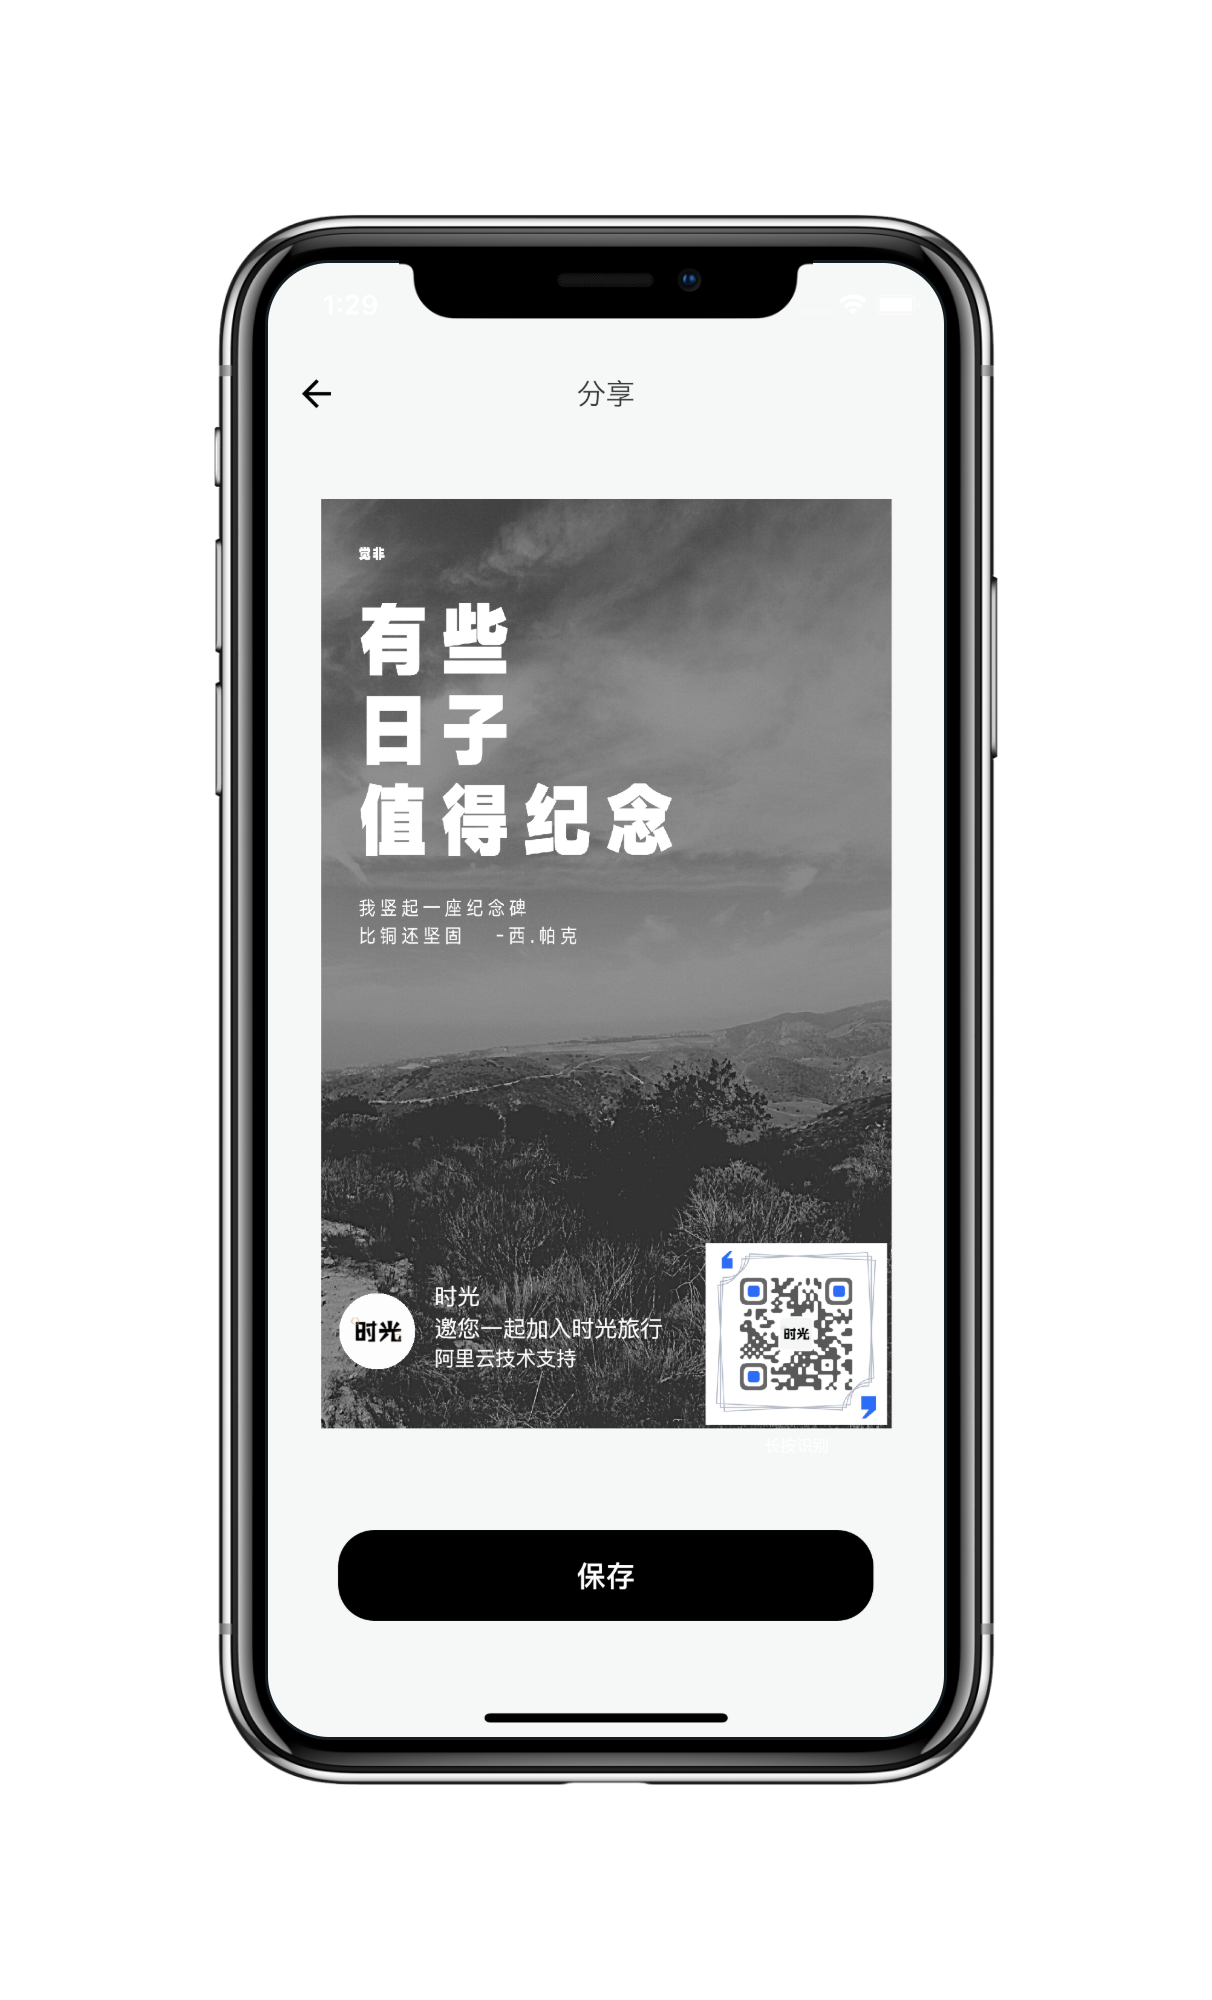 1:29
分享
觉非
有些
日子
值得纪念
我竖起一座纪念碑
比铜还坚固 -西.帕克
时光
时光
邀您一起加入时光旅行
阿里云技术支持
时光
长按识别
保存